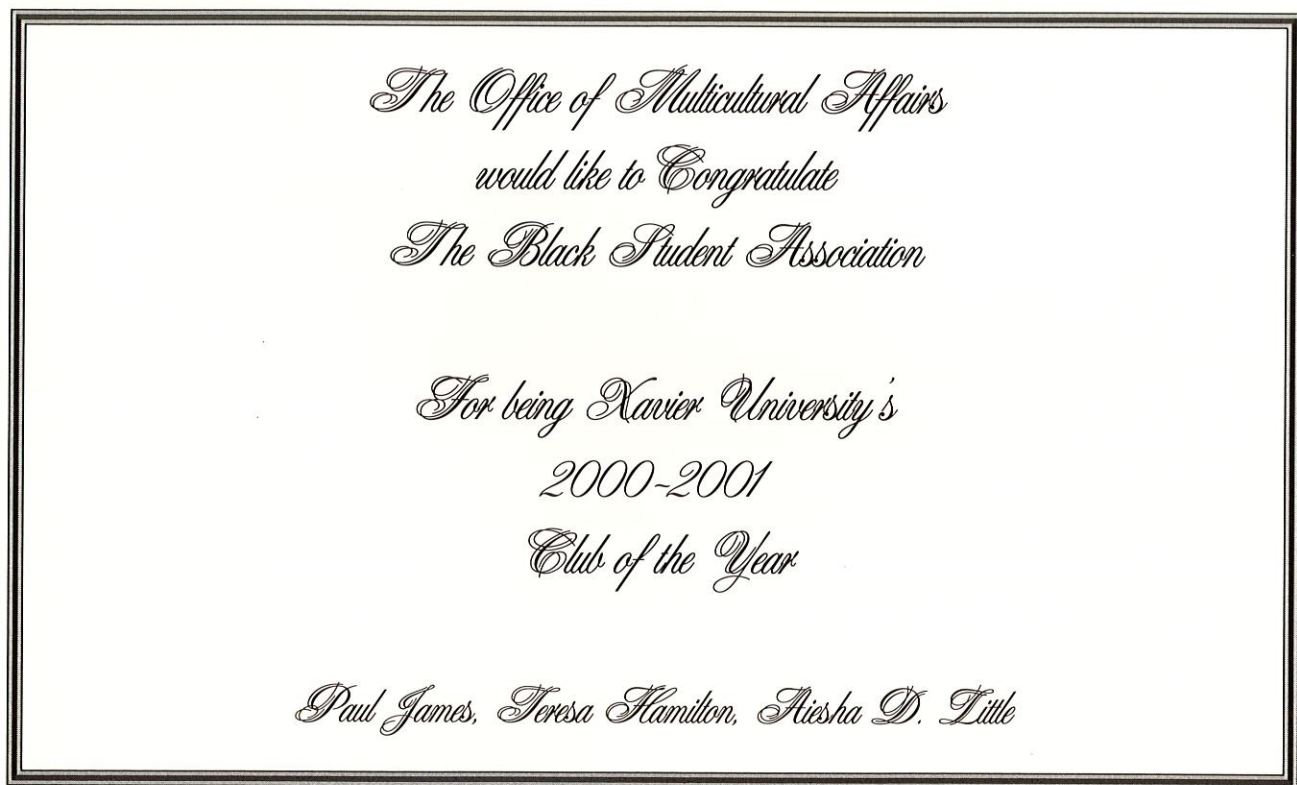 The Office of Multicultural Affairs
would like to Congratulate
The Black Student Association
For being Xavier University's
2000-2001
Club of the Year
Paul James, Teresa Hamilton, Aiesha D. Little